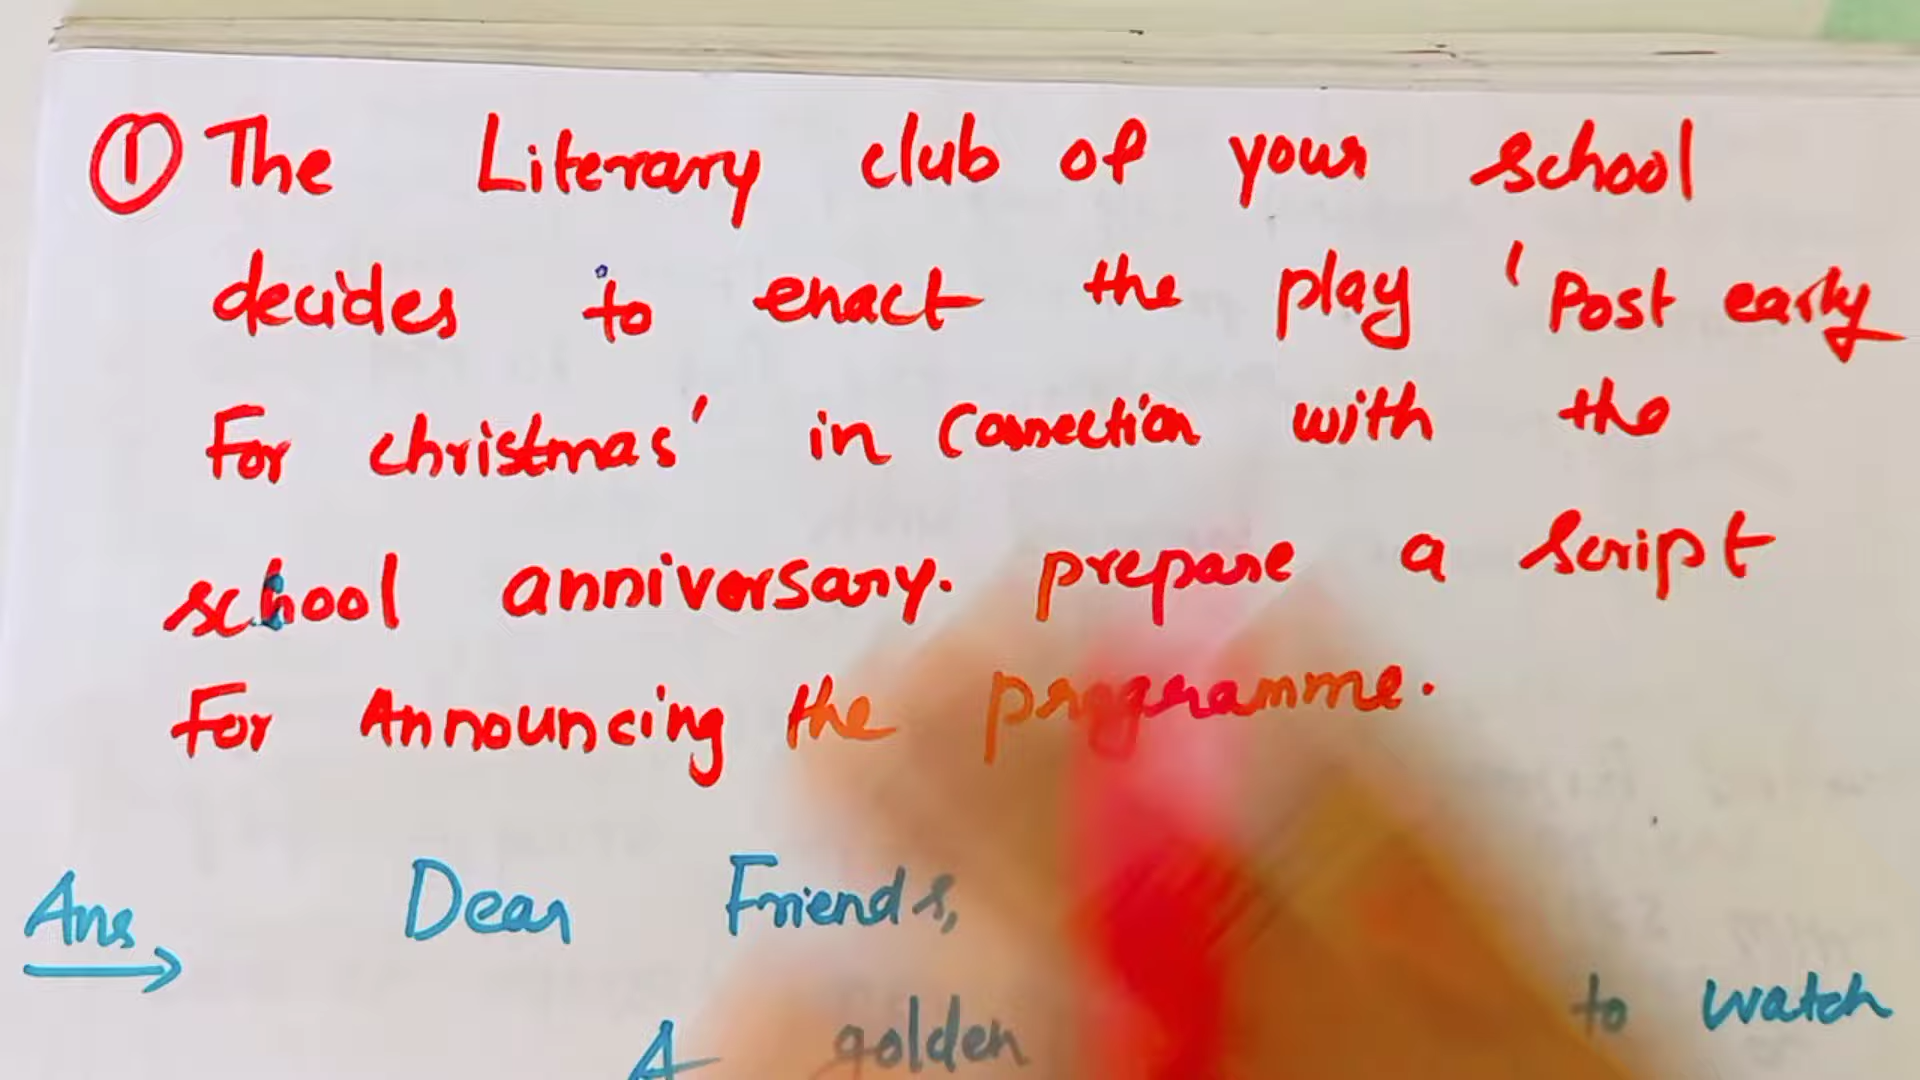 ① The Literary club of your school
decides to enact the play 'Post early
For christmas' in connection with the
school anniversary. prepare a script
For Announcing the programme.
Ans Dear Friends,
A golden to watch